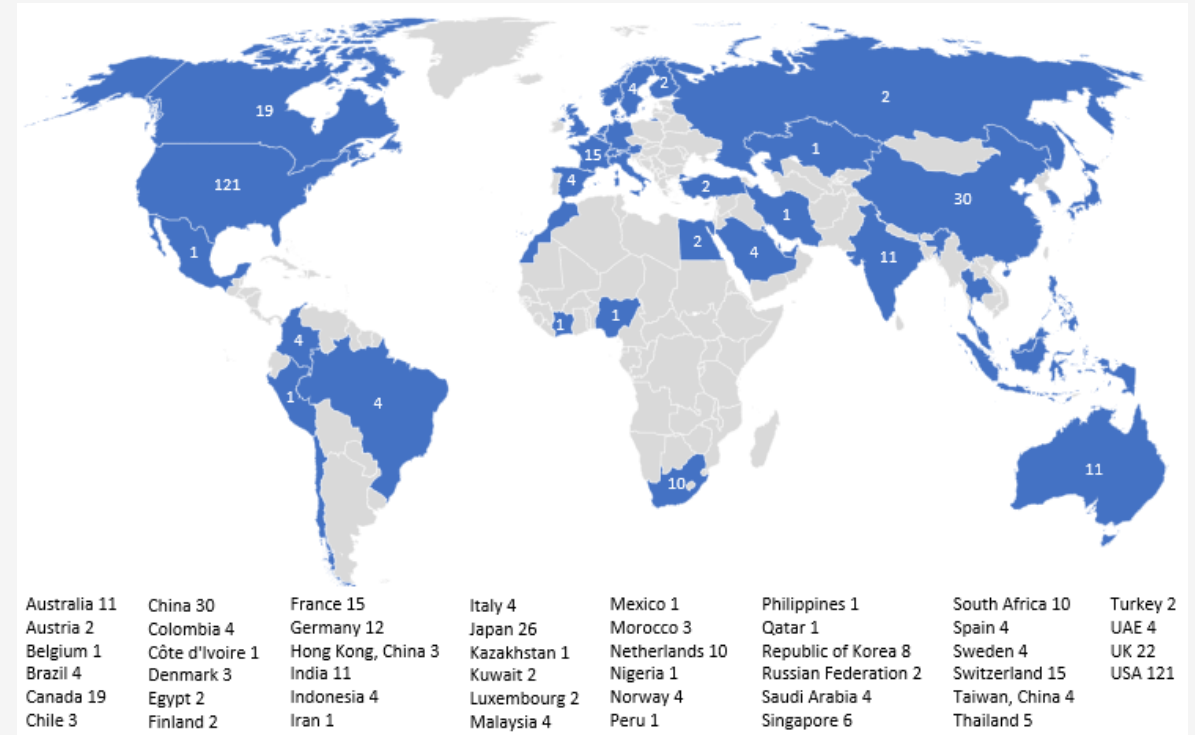 19
121
1
4
1
4
4
2
15
4
2
1
2
1
30
2
4
11
1
1
10
11
Australia 11
Austria 2
Belgium 1
Brazil 4
Canada 19
Chile 3
China 30
Colombia 4
Côte d'Ivoire 1
Denmark 3
Egypt 2
Finland 2
France 15
Germany 12
Hong Kong, China 3
India 11
Indonesia 4
Iran 1
Italy 4
Japan 26
Kazakhstan 1
Kuwait 2
Luxembourg 2
Malaysia 4
Mexico 1
Morocco 3
Netherlands 10
Nigeria 1
Norway 4
Peru 1
Philippines 1
Qatar 1
Republic of Korea 8
Russian Federation 2
Saudi Arabia 4
Singapore 6
South Africa 10
Spain 4
Sweden 4
Switzerland 15
Taiwan, China 4
Thailand 5
Turkey 2
UAE 4
UK 22
USA 121